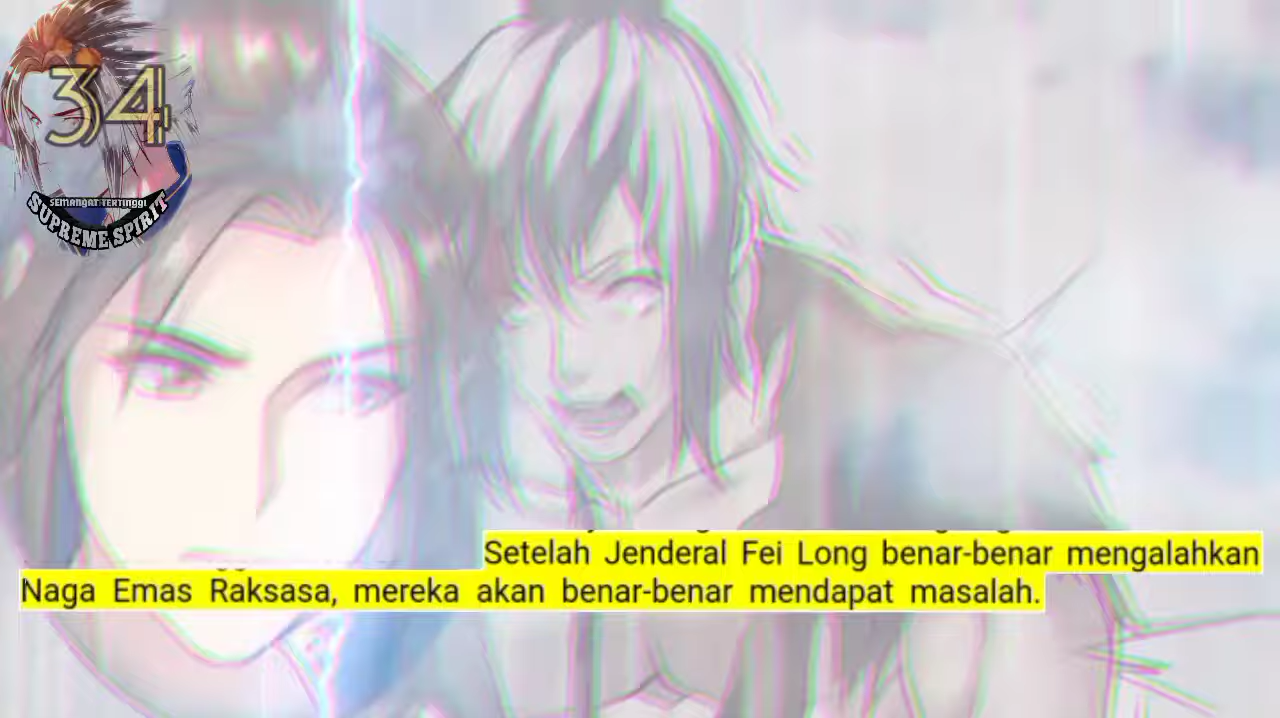 34
SEMANGAT TERTINGGI
SUPREME SPIRIT
Setelah Jenderal Fei Long benar-benar mengalahkan
Naga Emas Raksasa, mereka akan benar-benar mendapat masalah.